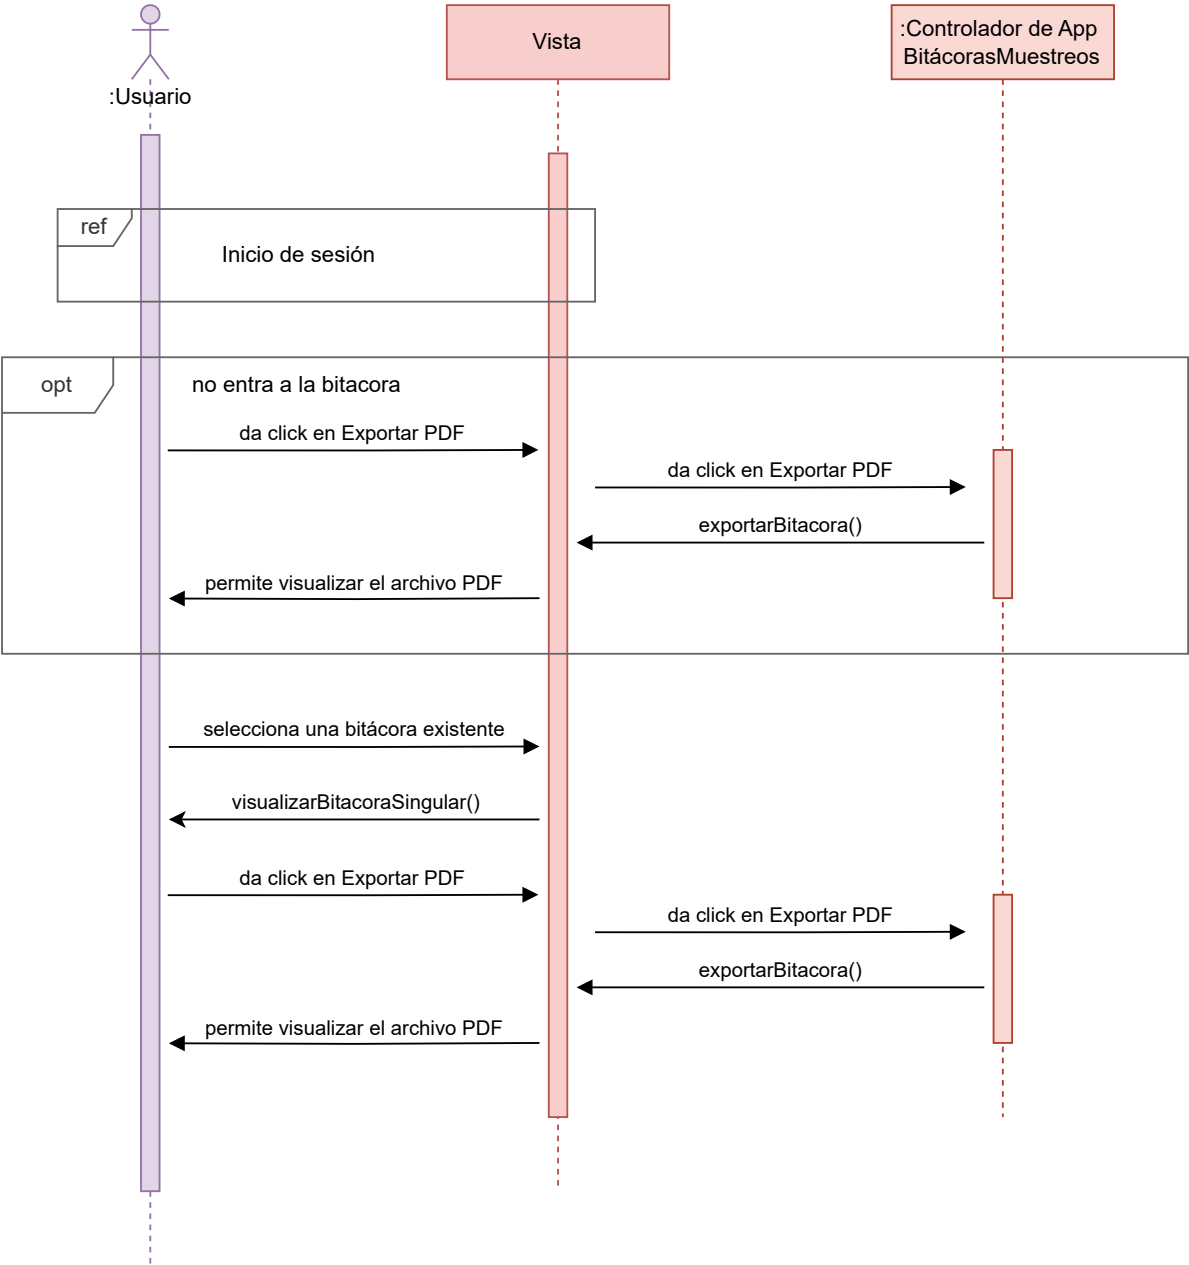 :Usuario
Vista
:Controlador de App
BitácorasMuestreos
ref
Inicio de sesión
opt
no entra a la bitacora
da click en Exportar PDF
da click en Exportar PDF
exportarBitacora()
permite visualizar el archivo PDF
selecciona una bitácora existente
visualizarBitacoraSingular()
da click en Exportar PDF
da click en Exportar PDF
exportarBitacora()
permite visualizar el archivo PDF